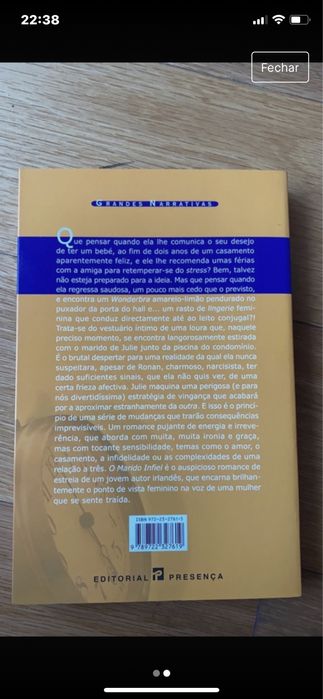 22:38
Fechar
GRANDES NARRATIVAS
Que pensar quando ela lhe comunica o seu desejo
de ter um bebé, ao fim de dois anos de um casamento
aparentemente feliz, e ele lhe recomenda umas férias
com a amiga para retemperar-se do stress? Bem, talvez
não esteja preparado para a ideia. Mas que pensar quando
ela regressa saudosa, um pouco mais cedo que o previsto,
e encontra um Wonderbra amarelo-limão pendurado no
puxador da porta do hall e... um rasto de lingerie femi-
nina que conduz directamente até ao leito conjugal?!
Trata-se do vestuário íntimo de uma loura que, naquele
preciso momento, se encontra langorosamente estirada
com o marido de Julie junto da piscina do condomínio.
É o brutal despertar para uma realidade da qual ela nunca
suspeitara, apesar de Ronan, charmoso, narcisista, ter
dado suficientes sinais, que ela não quis ver, de uma
certa frieza afectiva. Julie maquina uma perigosa (e para
nós divertidíssima) estratégia de vingança que acabará
por a aproximar estranhamente da outra. E isso é o princí-
pio de uma série de mudanças que trarão consequências
imprevisíveis. Um romance pujante de energia e irreve-
rência, que aborda com muita, muita ironia e graça,
mas com tocante sensibilidade, temas como o amor, o
casamento, a infidelidade ou as complexidades de uma
relação a três. O Marido Infiel é o auspicioso romance de
estreia de um jovem autor irlandês, que encarna brilhan-
temente o ponto de vista feminino na voz de uma mulher
que se sente traída.
ISBN 972-23-2761-5
9 789722 327619
EDITORIAL PRESENÇA